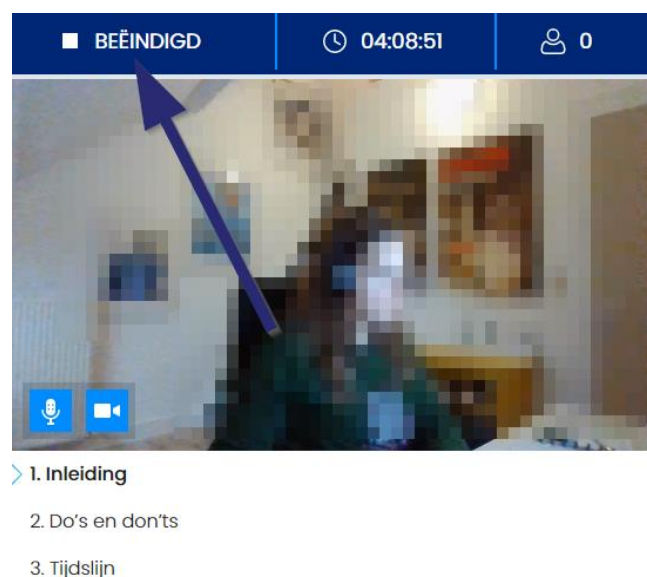 BEËINDIGD 04:08:51 0
1. Inleiding
2. Do's en don'ts
3. Tijdslijn